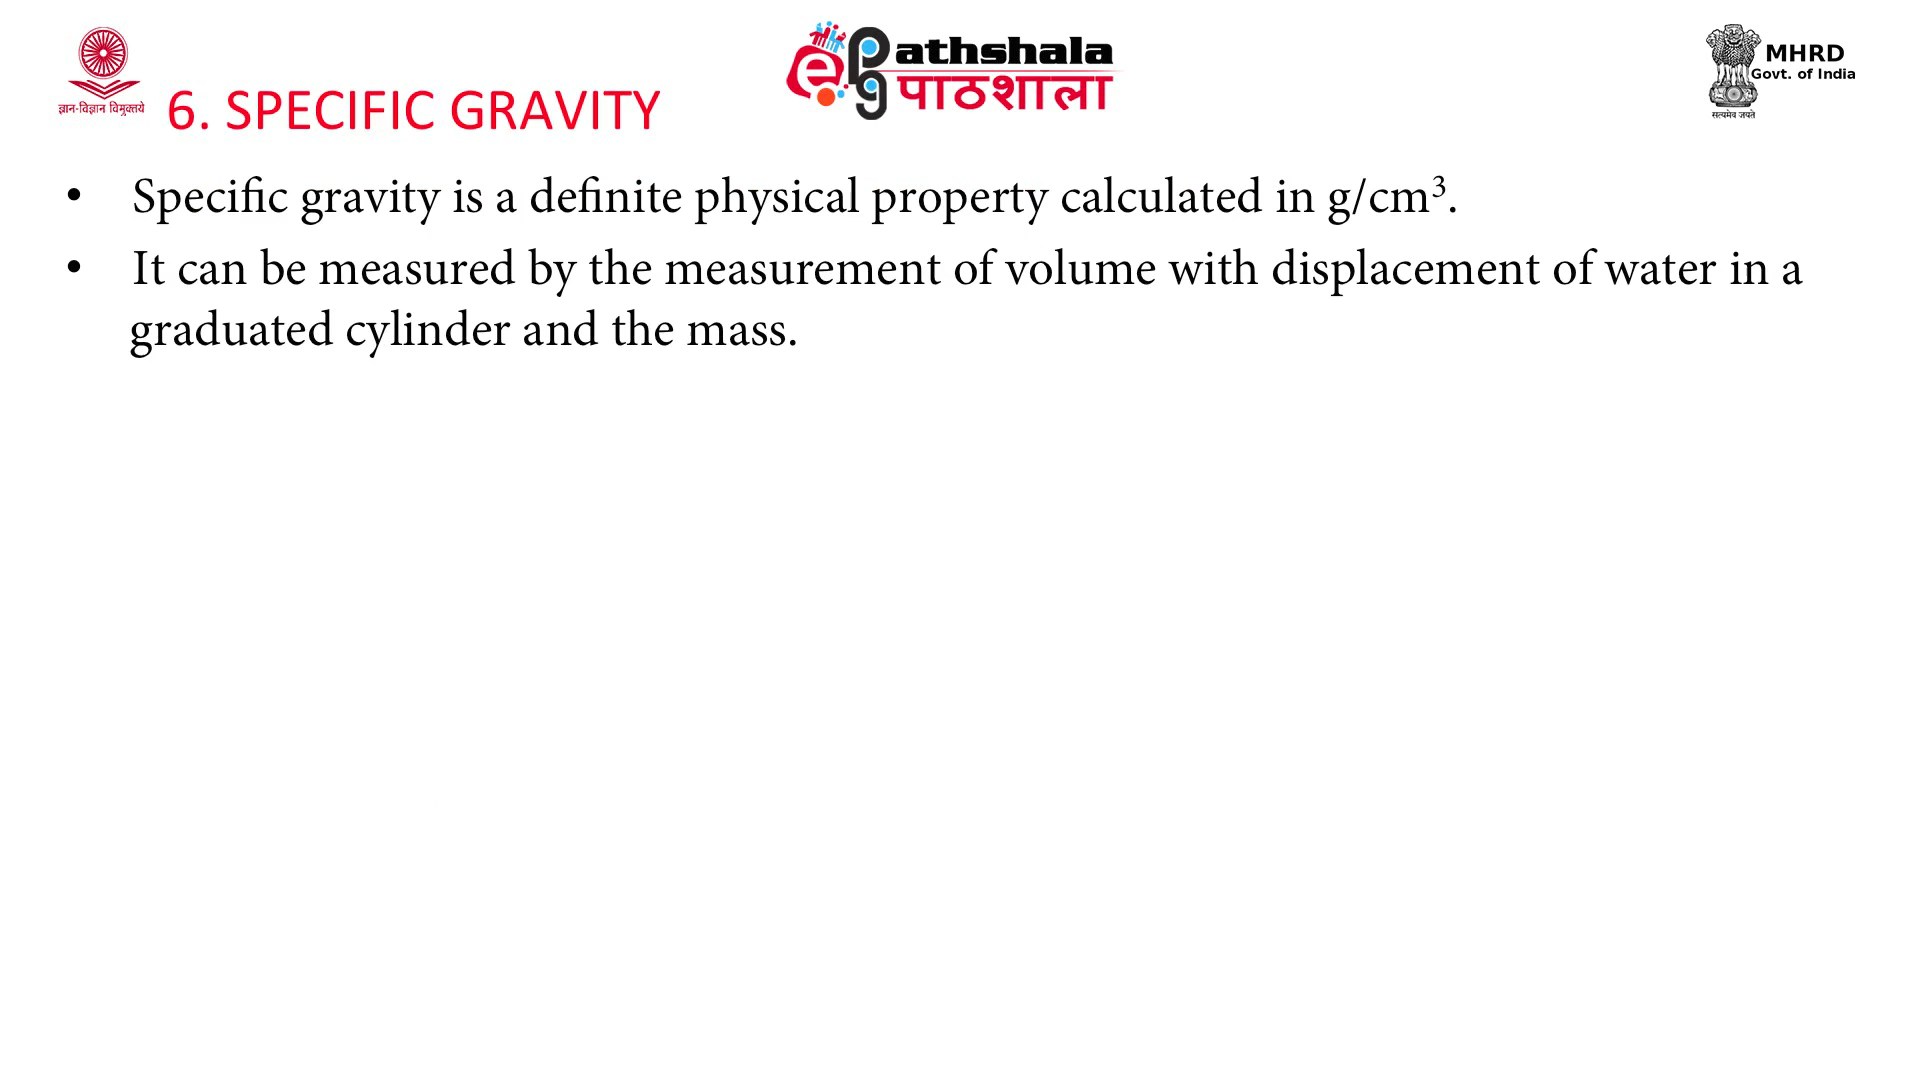 ज्ञान-विज्ञान विमुक्तये
6. SPECIFIC GRAVITY
e Pg athshala
पाठशाला
MHRD
Govt. of India
सत्यमेव जयते
• Specific gravity is a definite physical property calculated in g/cm³.
• It can be measured by the measurement of volume with displacement of water in a
graduated cylinder and the mass.